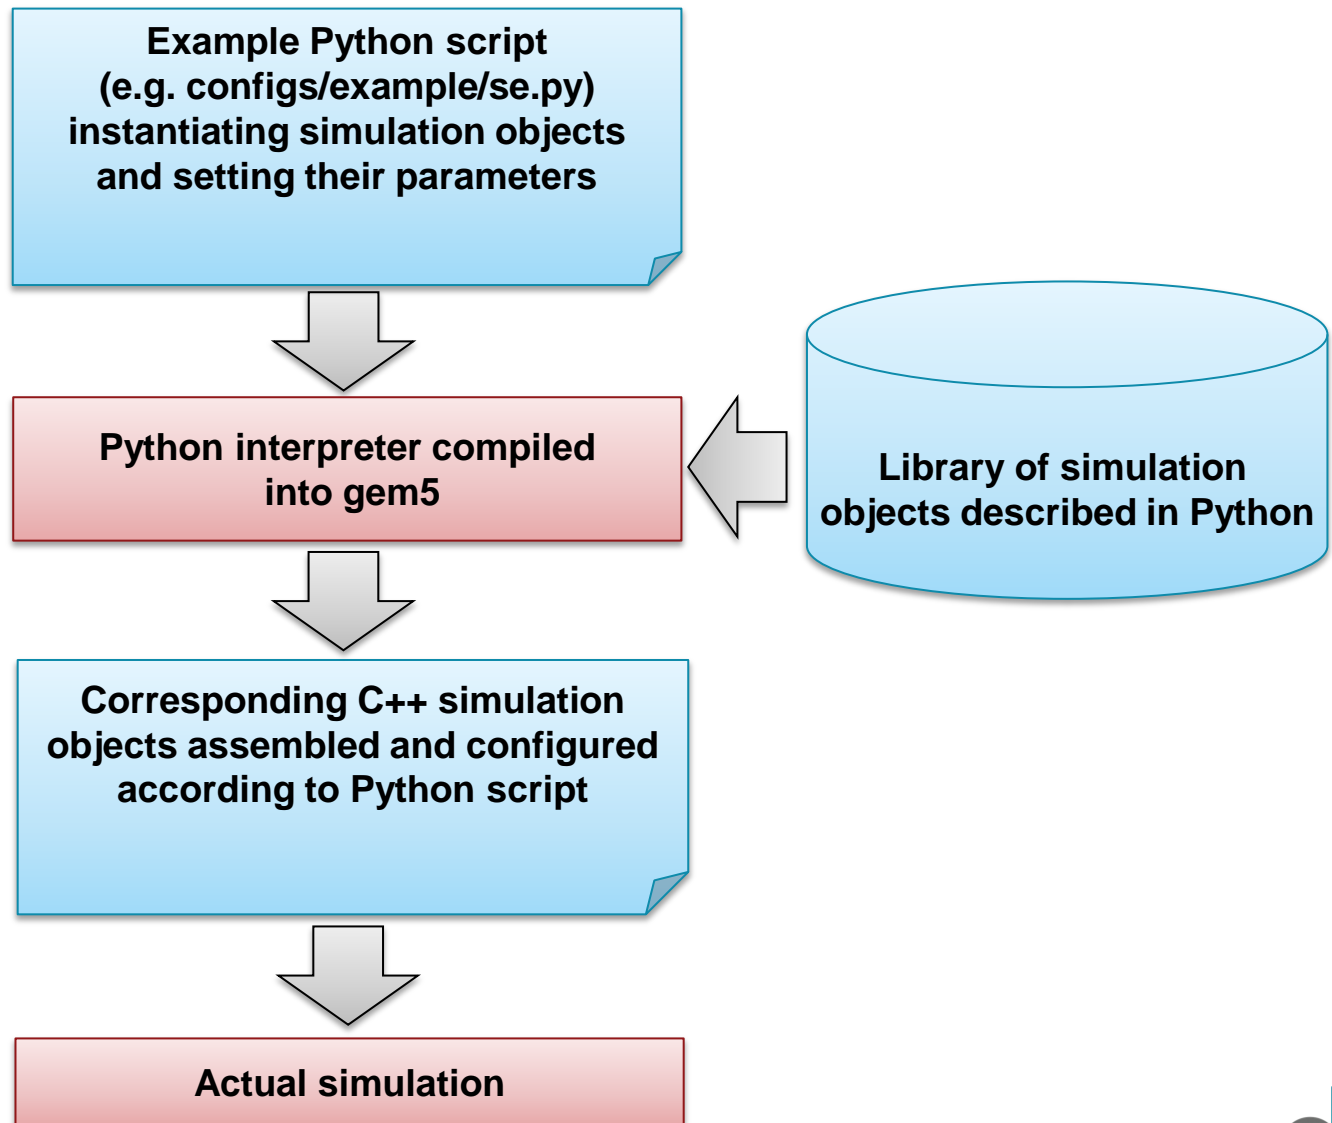 Example Python script
(e.g. configs/example/se.py)
instantiating simulation objects
and setting their parameters
Python interpreter compiled
into gem5
Library of simulation
objects described in Python
Corresponding C++ simulation
objects assembled and configured
according to Python script
Actual simulation